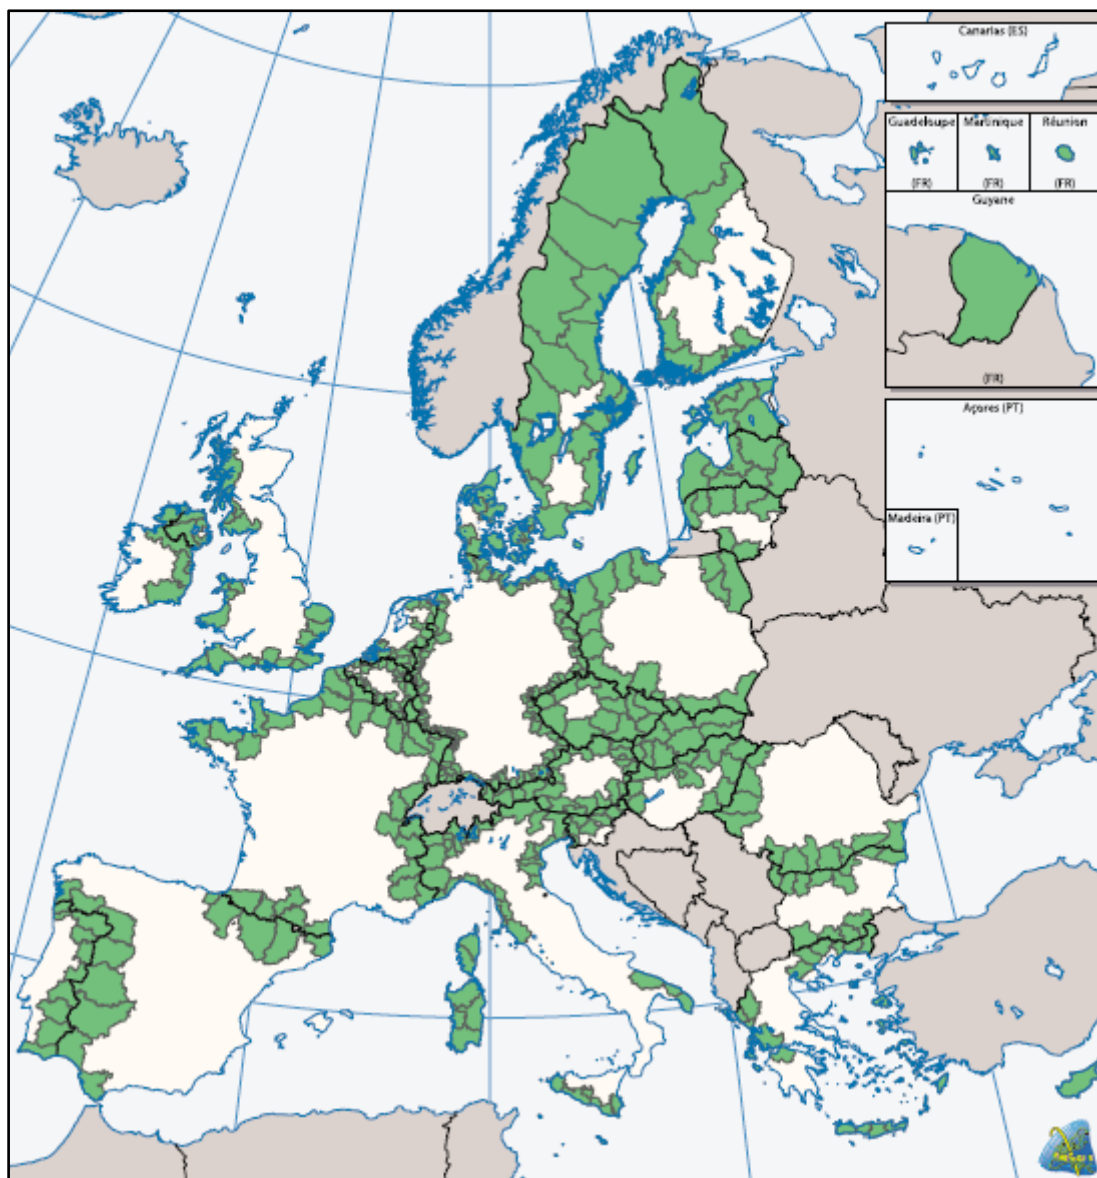 Canarias (ES)
Guadeloupe
Martinique
Réunion
(FR)
(FR)
(FR)
Guyane
(FR)
Açores (PT)
Madeira (PT)